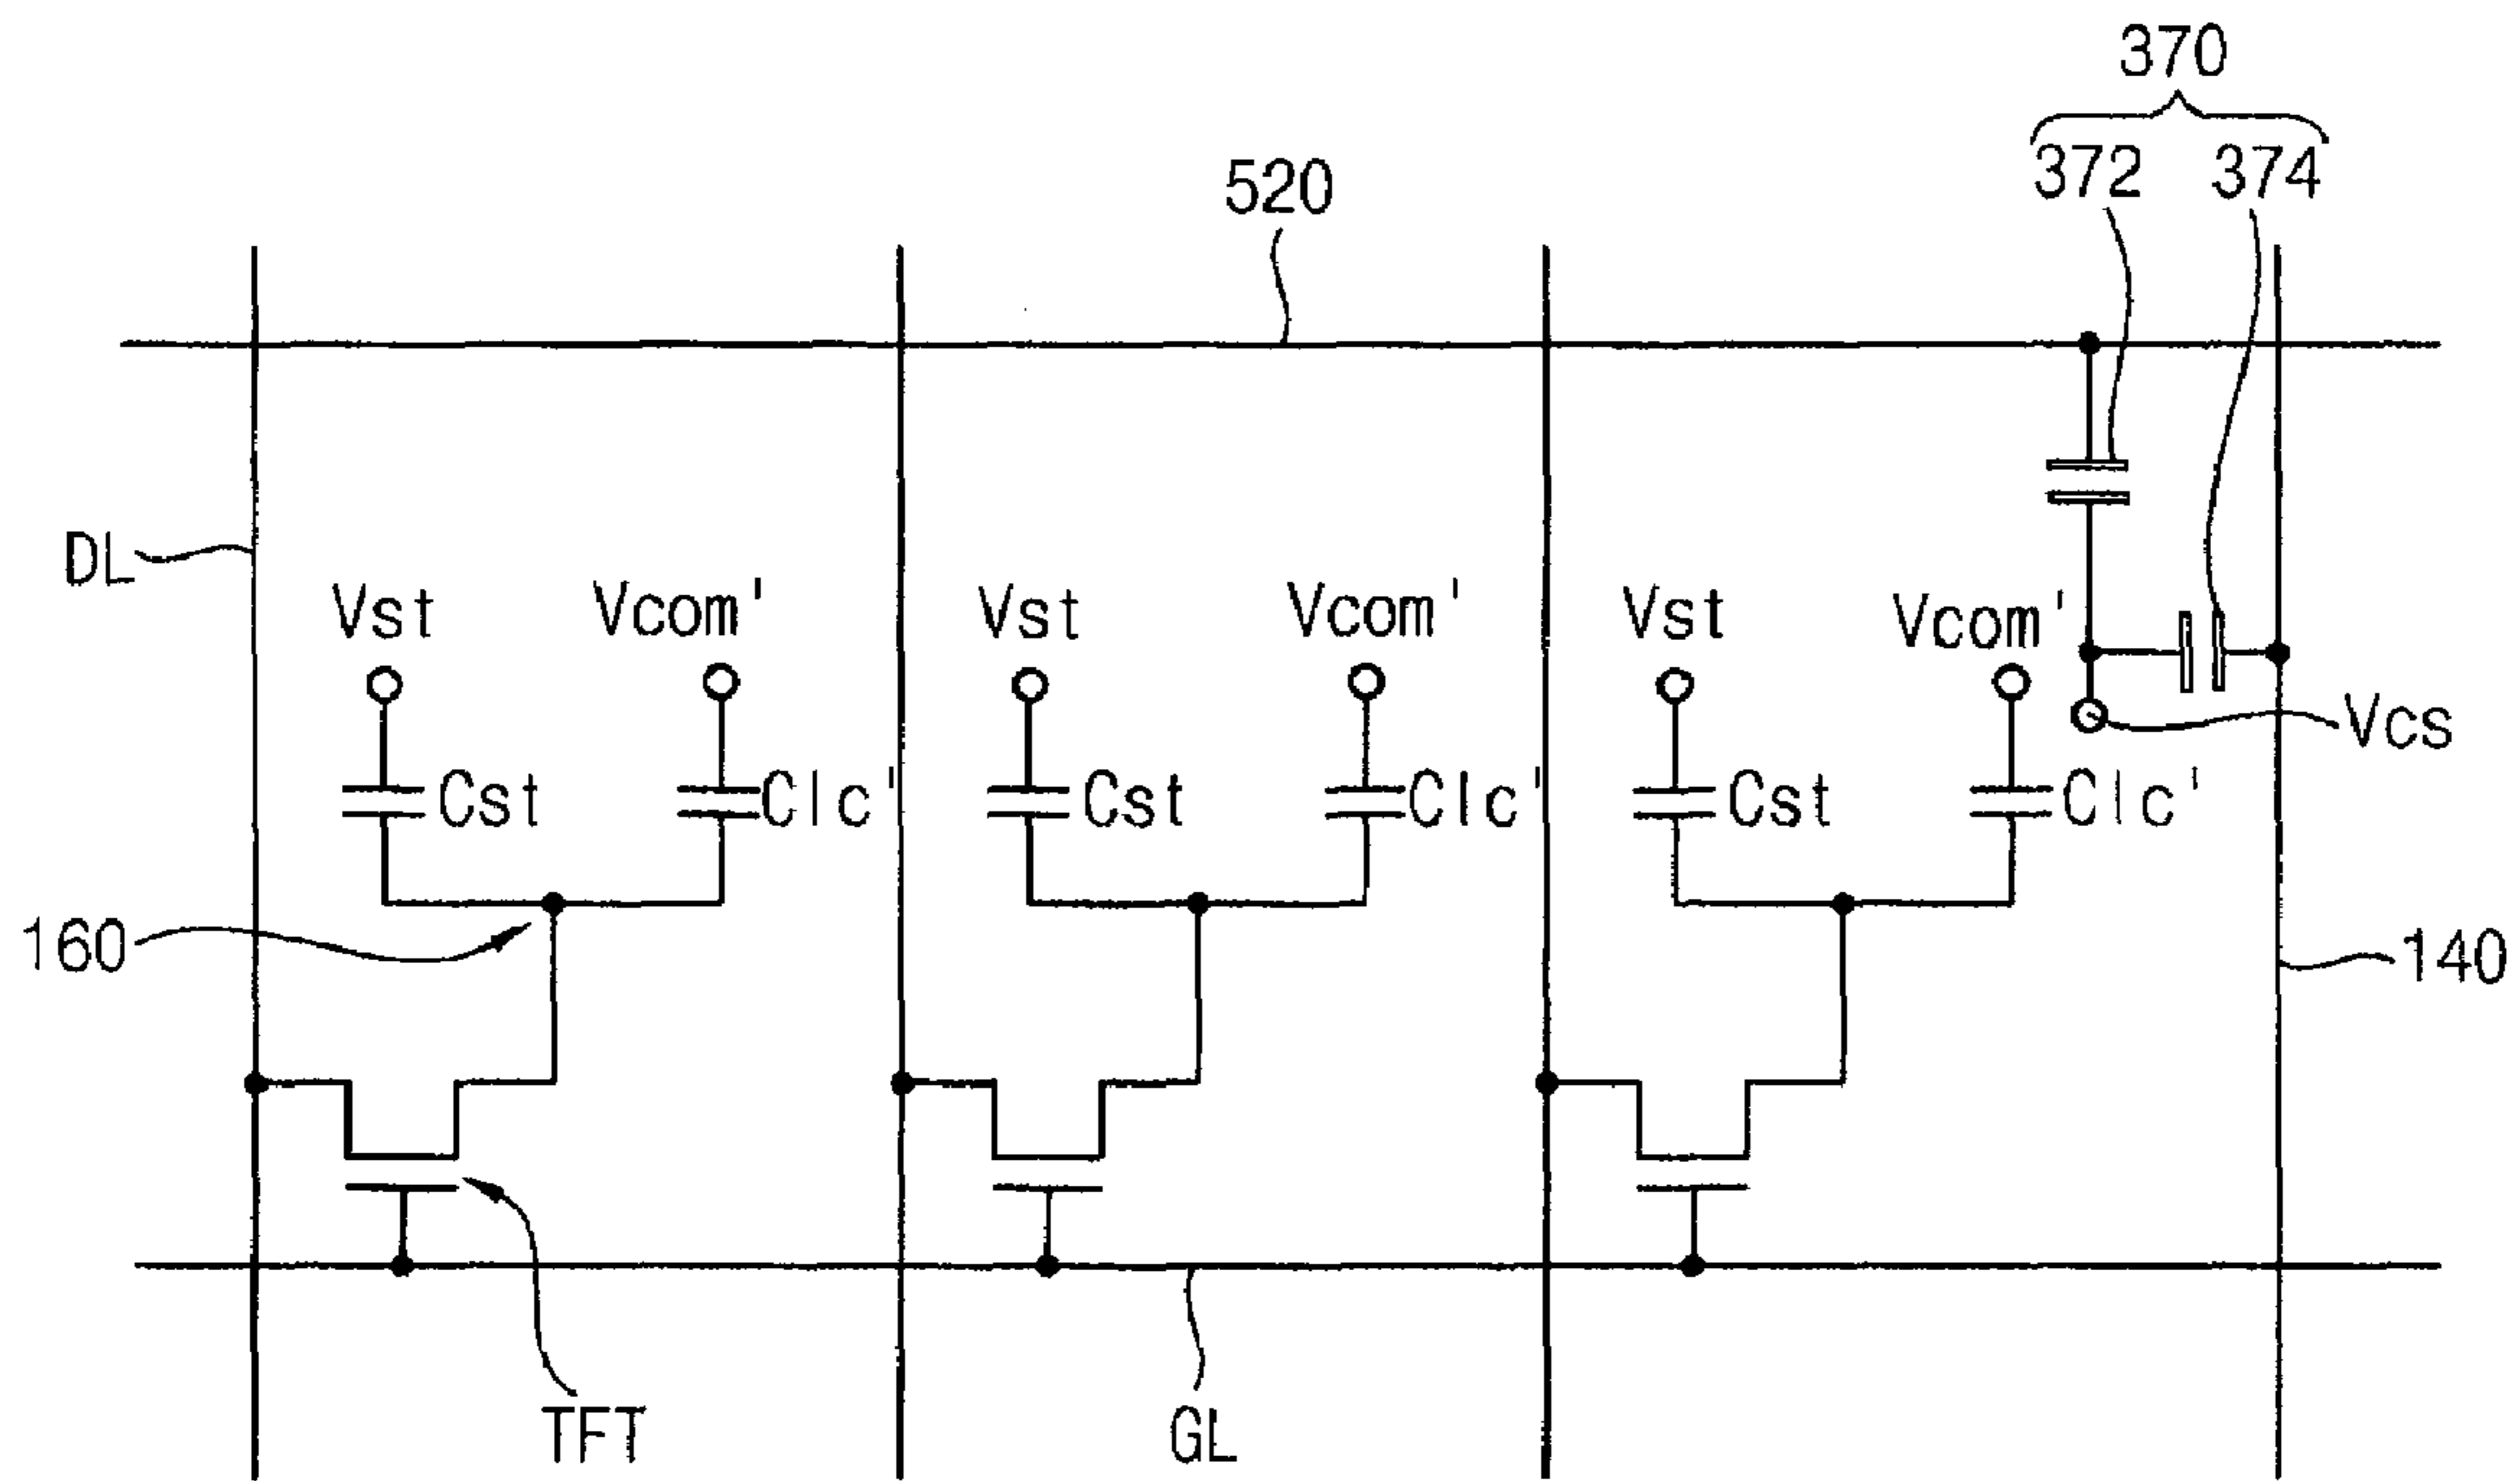 370
372 374
520
DL
Vst Vcom' Vst Vcom' Vst Vcom'
Vcs
Cst Clc' Cst Clc' Cst Clc'
160
140
TFT
GL